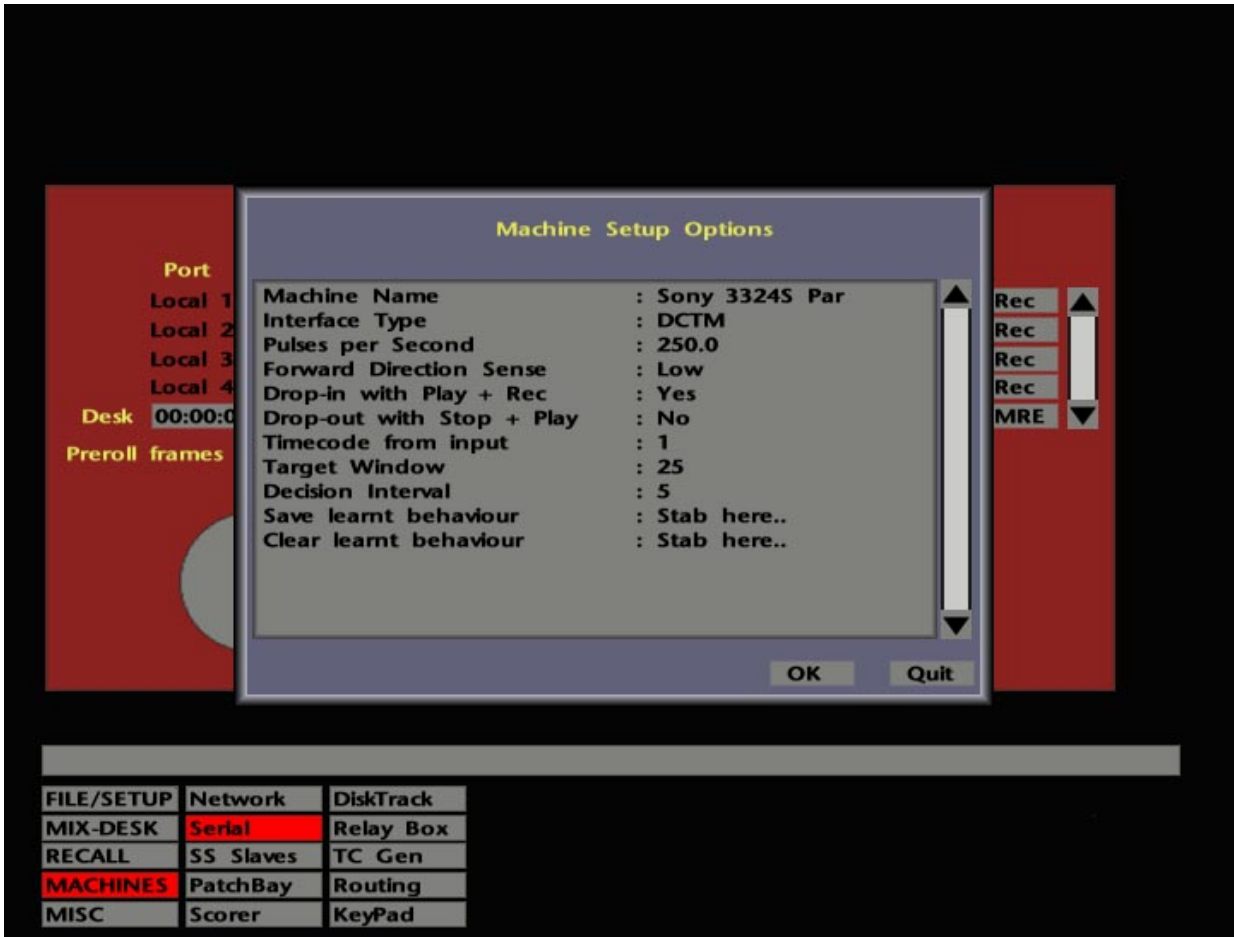 Machine Setup Options
Port
Local 1
Local 2
Local 3
Local 4
Desk 00:00:0
Preroll frames
Machine Name : Sony 3324S Par
Interface Type : DCTM
Pulses per Second : 250.0
Forward Direction Sense : Low
Drop-in with Play + Rec : Yes
Drop-out with Stop + Play : No
Timecode from input : 1
Target Window : 25
Decision Interval : 5
Save learnt behaviour : Stab here..
Clear learnt behaviour : Stab here..
Rec
Rec
Rec
Rec
MRE
OK Quit
FILE/SETUP Network DiskTrack
MIX-DESK Serial Relay Box
RECALL SS Slaves TC Gen
MACHINES PatchBay Routing
MISC Scorer KeyPad